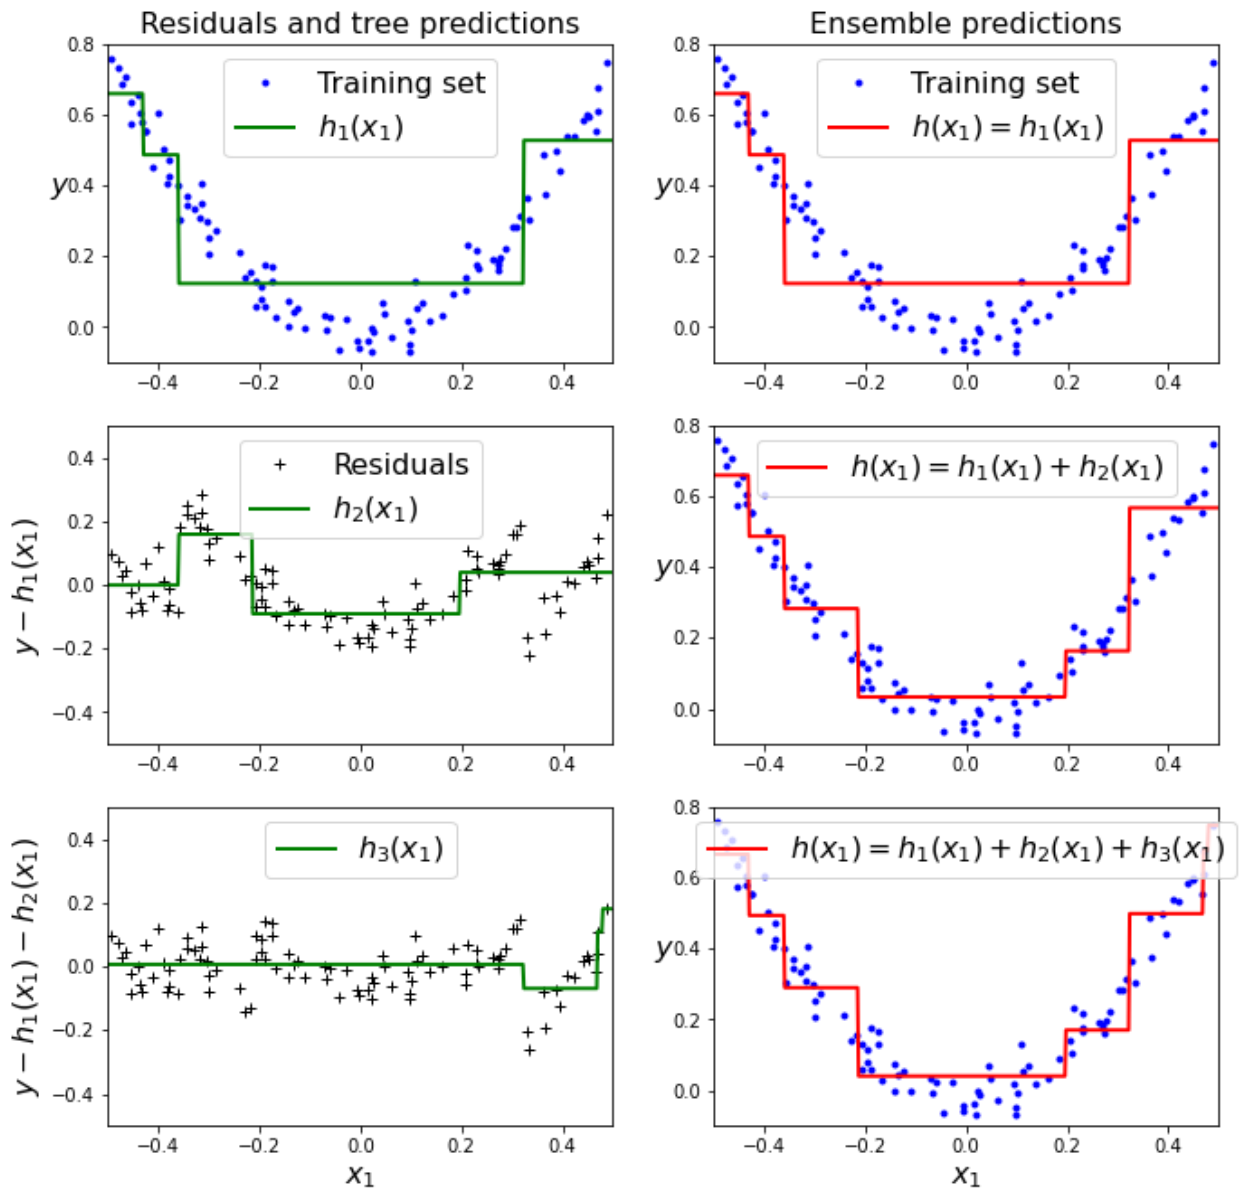 Residuals and tree predictions
0.8
0.6
y 0.4
0.2
0.0
Training set
h₁(x₁)
−0.4 −0.2 0.0 0.2 0.4
Ensemble predictions
0.8
0.6
y 0.4
0.2
0.0
Training set
h(x₁) = h₁(x₁)
−0.4 −0.2 0.0 0.2 0.4
y − h₁(x₁)
0.4
0.2
0.0
−0.2
−0.4
Residuals
h₂(x₁)
−0.4 −0.2 0.0 0.2 0.4
0.8
0.6
y 0.4
0.2
0.0
h(x₁) = h₁(x₁) + h₂(x₁)
−0.4 −0.2 0.0 0.2 0.4
y − h₁(x₁) − h₂(x₁)
0.4
0.2
0.0
−0.2
−0.4
h₃(x₁)
−0.4 −0.2 0.0 0.2 0.4
x₁
0.8
0.6
y 0.4
0.2
0.0
h(x₁) = h₁(x₁) + h₂(x₁) + h₃(x₁)
−0.4 −0.2 0.0 0.2 0.4
x₁